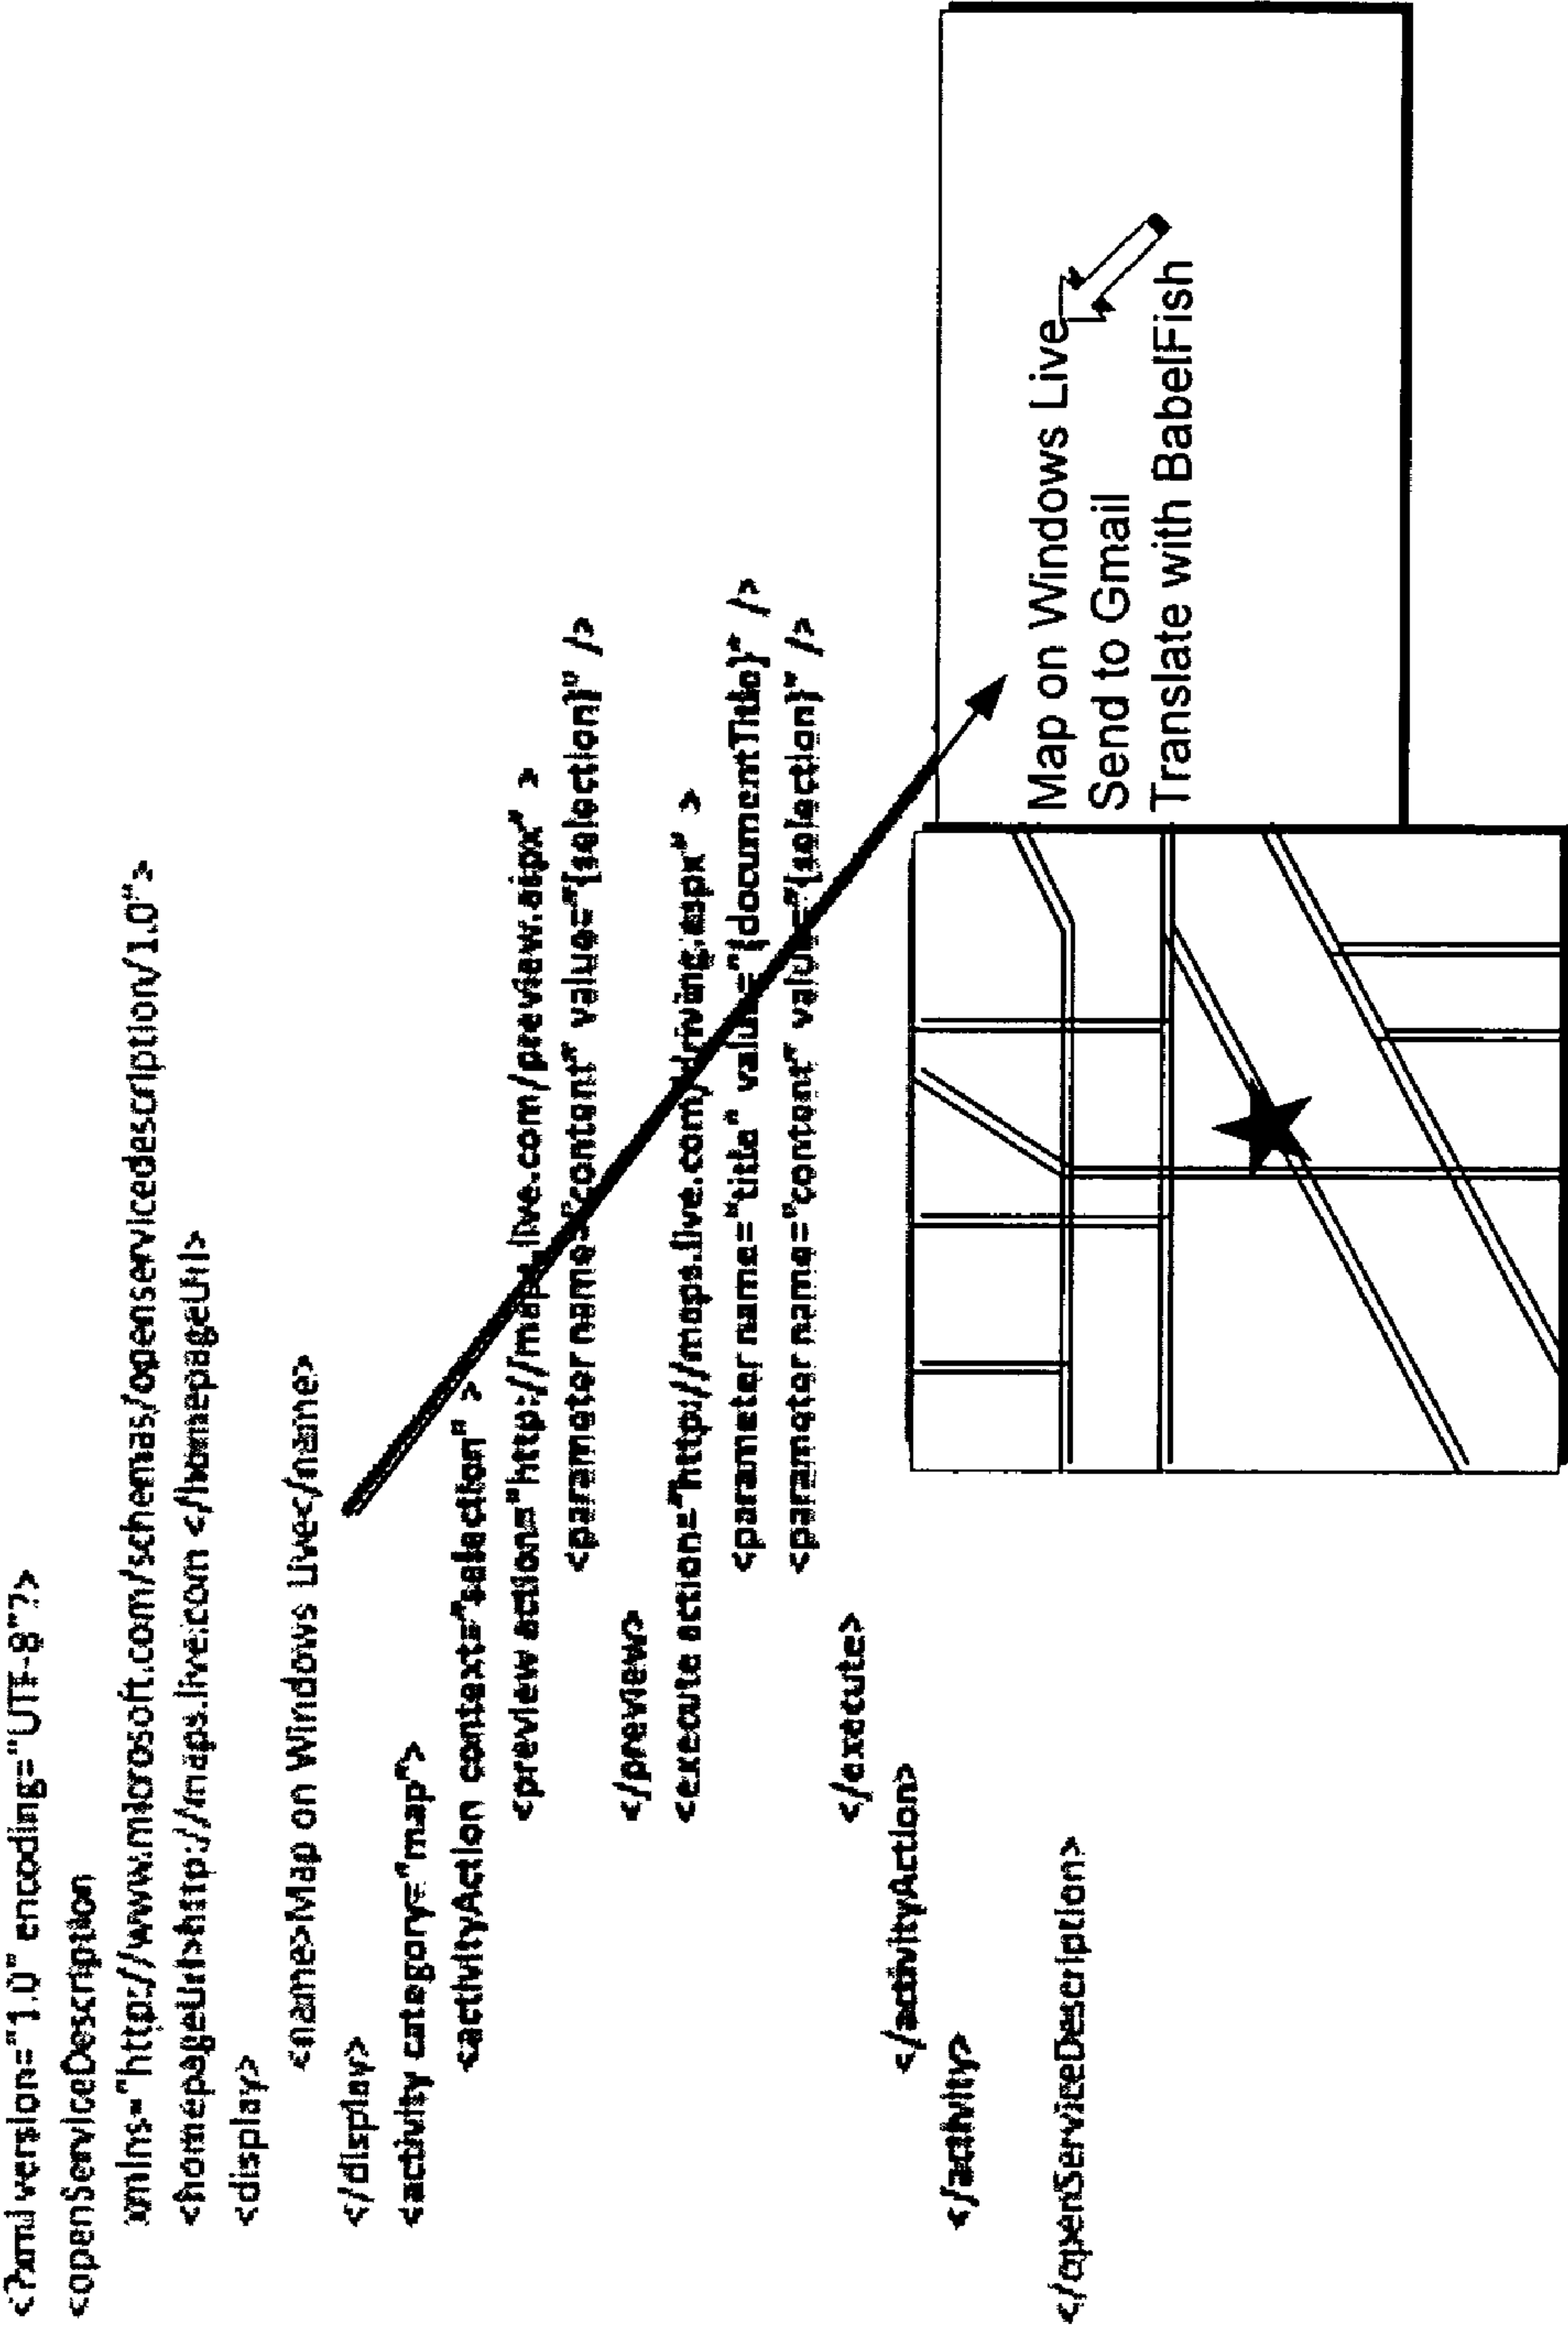 <?xml version="1.0" encoding="UTF-8"?>
<openServiceDescription
xmlns="http://www.microsoft.com/schemas/openservicedescription/1.0">
<homepageUrl>http://maps.live.com </homepageUrl>
<display>
<name>Map on Windows Live</name>
</display>
<activity category="map">
<activityAction context="selection" >
<preview action="http://maps.live.com/preview.aspx" >
<parameter name="content" value="{selection}" />
</preview>
<execute action="http://maps.live.com/driving.aspx" >
<parameter name="title" value="{documentTitle}" />
<parameter name="content" value="{selection}" />
</execute>
</activityAction>
</activity>
</openServiceDescription>
Map on Windows Live
Send to Gmail
Translate with BabelFish